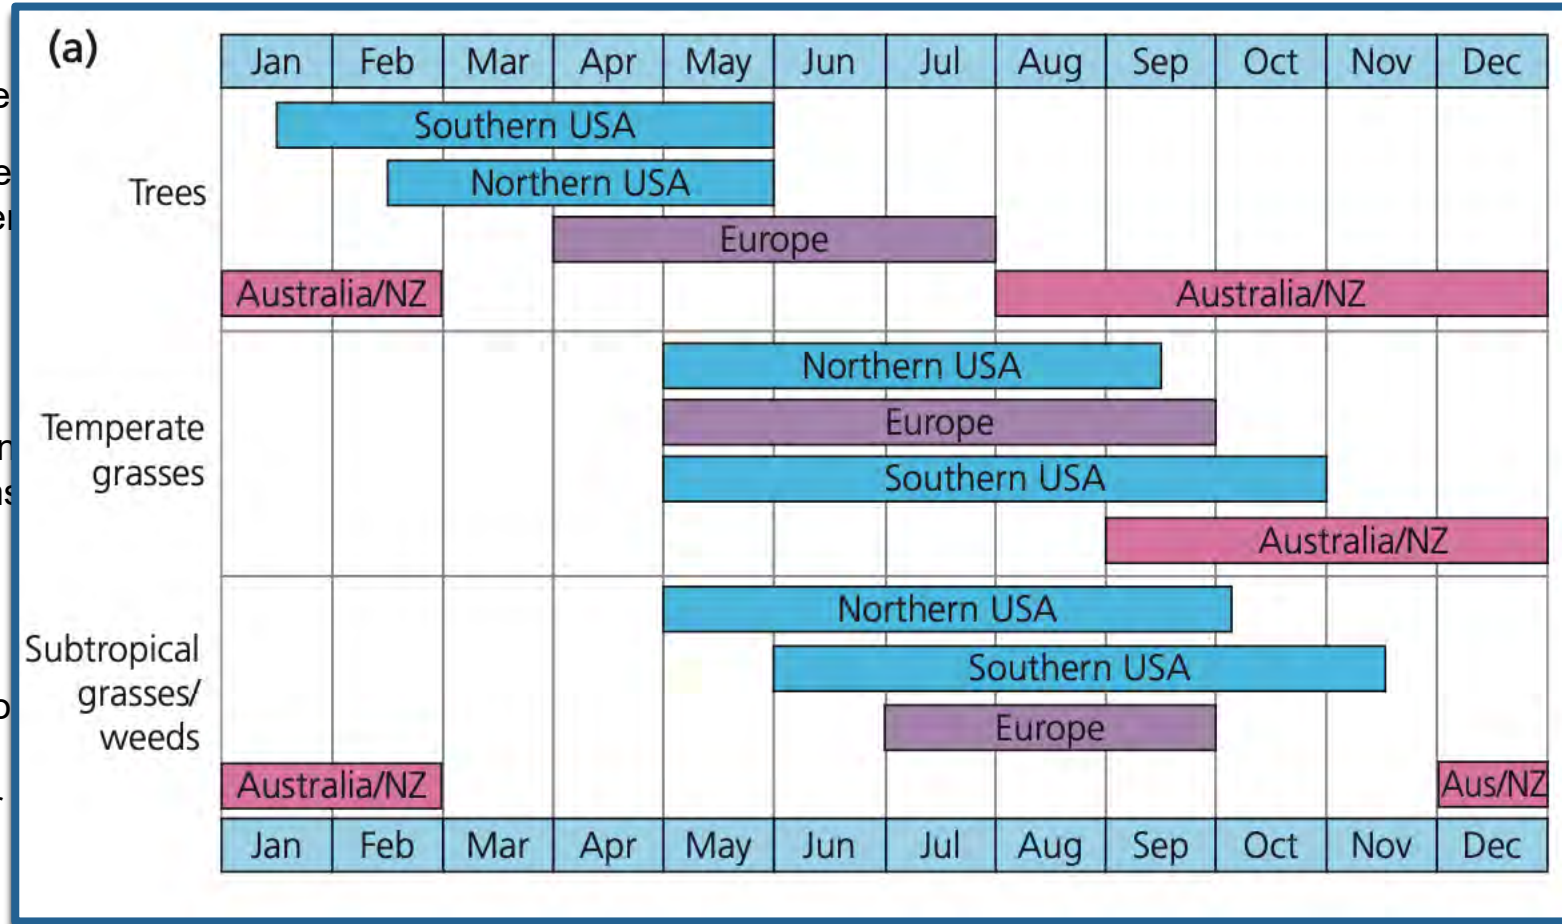 (a)
Jan Feb Mar Apr May Jun Jul Aug Sep Oct Nov Dec
Trees
Southern USA
Northern USA
Europe
Australia/NZ Australia/NZ
Temperate
grasses
Northern USA
Europe
Southern USA
Australia/NZ
Subtropical
grasses/
weeds
Northern USA
Southern USA
Europe
Australia/NZ Aus/NZ
Jan Feb Mar Apr May Jun Jul Aug Sep Oct Nov Dec